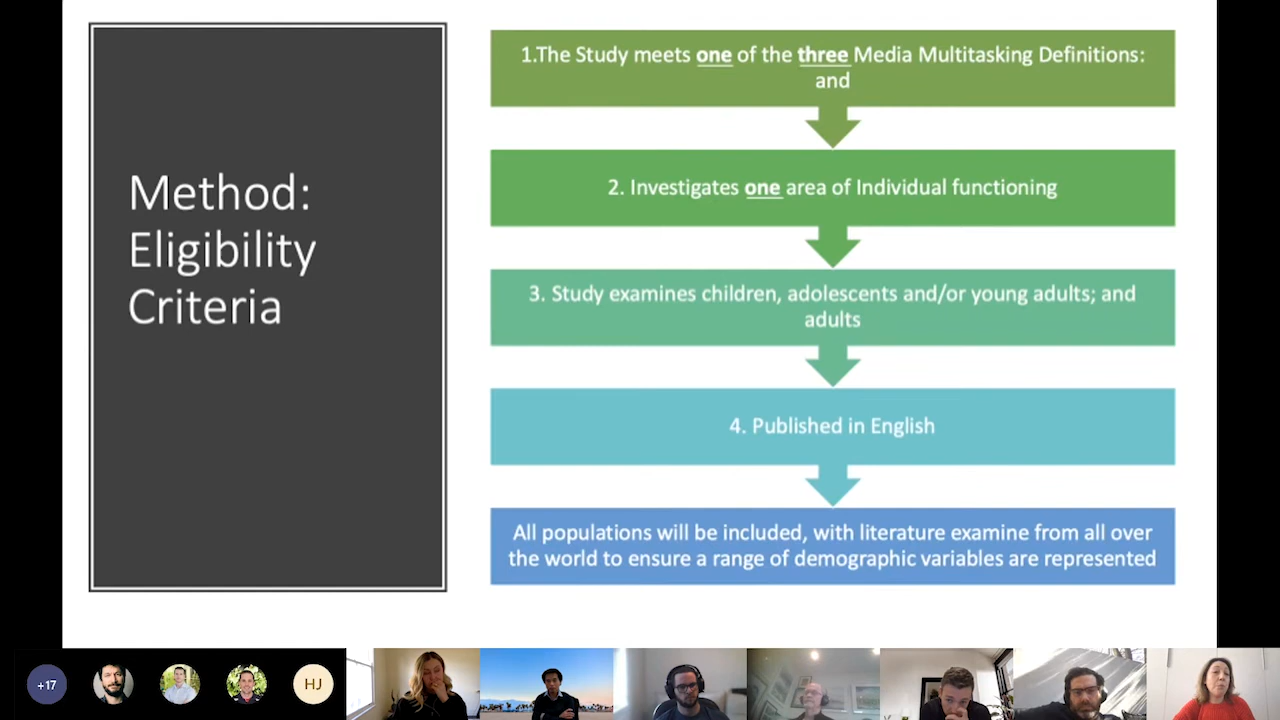 Method:
Eligibility
Criteria
1.The Study meets one of the three Media Multitasking Definitions:
and
2. Investigates one area of Individual functioning
3. Study examines children, adolescents and/or young adults; and
adults
4. Published in English
All populations will be included, with literature examine from all over
the world to ensure a range of demographic variables are represented
+17
HJ